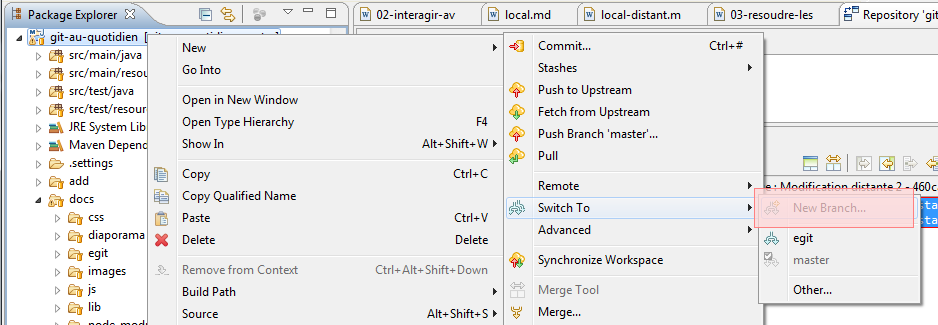 Package Explorer
git-au-quotidien
src/main/java
src/main/resou
src/test/java
src/test/resour
JRE System Lib
Maven Depend
.settings
add
docs
css
diaporama
egit
images
js
lib
New
Go Into
Open in New Window
Open Type Hierarchy F4
Show In Alt+Shift+W
Copy Ctrl+C
Copy Qualified Name
Paste Ctrl+V
Delete Delete
Remove from Context Ctrl+Alt+Shift+Down
Build Path
Source Alt+Shift+S
02-interagir-av
local.md
local-distant.m
03-resoudre-les
Repository 'git
Commit... Ctrl+#
Stashes
Push to Upstream
Fetch from Upstream
Push Branch 'master'...
Pull
Remote
Switch To
Advanced
Synchronize Workspace
Merge Tool
Merge...
e : Modification distante 2 - 460ca
New Branch...
egit
master
Other...